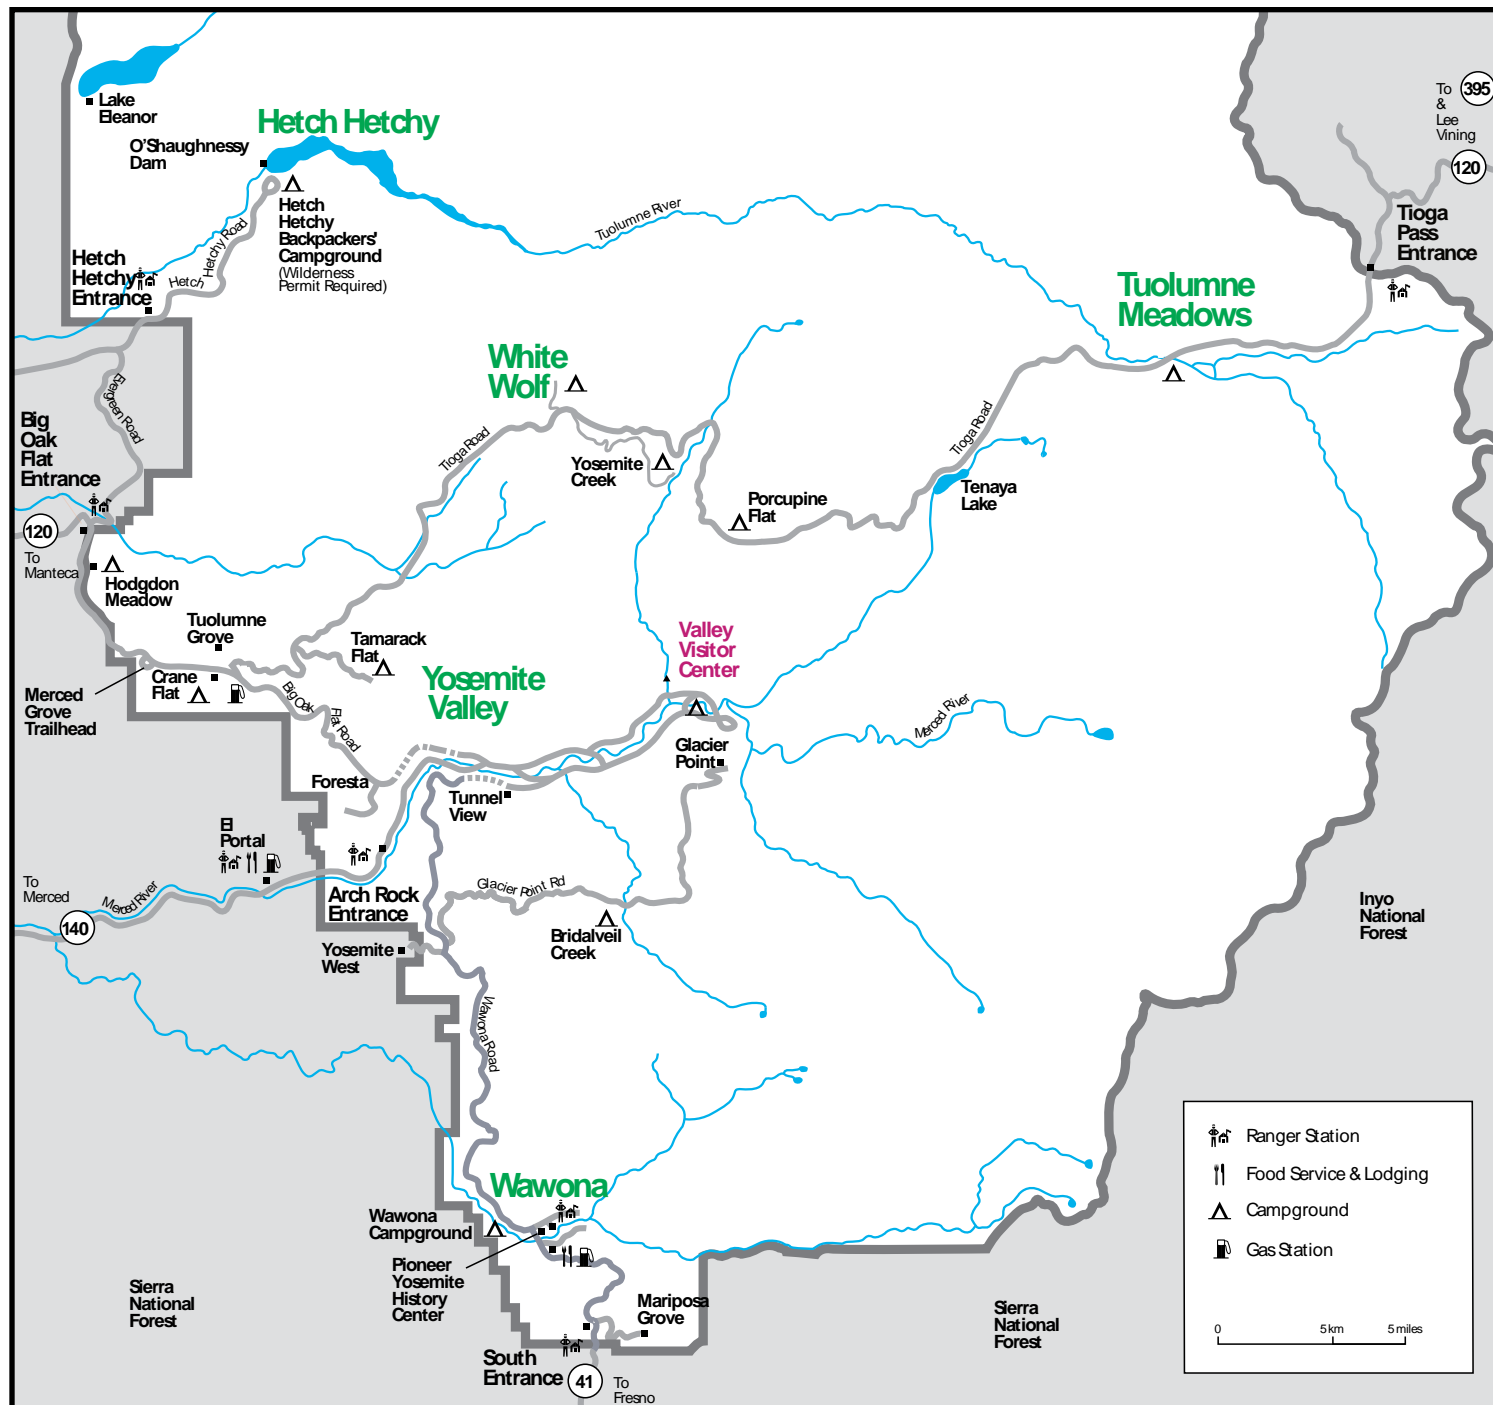 Lake
Eleanor
Hetch Hetchy
O'Shaughnessy
Dam
Hetch
Hetchy
Backpackers'
Campground
(Wilderness
Permit Required)
Hetch
Hetchy
Entrance
Hetch Hetchy Road
Tuolumne River
To
&
Lee
Vining
395
120
Tioga
Pass
Entrance
Tuolumne
Meadows
White
Wolf
Evergreen Road
Big
Oak
Flat
Entrance
120
To
Manteca
Tioga Road
Yosemite
Creek
Porcupine
Flat
Tioga Road
Tenaya
Lake
Hodgdon
Meadow
Tuolumne
Grove
Tamarack
Flat
Crane
Flat
Merced
Grove
Trailhead
Big Oak Flat Road
Yosemite
Valley
Valley
Visitor
Center
Merced River
Glacier
Point
Foresta
Tunnel
View
El
Portal
To
Merced
Merced River
140
Arch Rock
Entrance
Glacier Point Rd
Bridalveil
Creek
Yosemite
West
Inyo
National
Forest
Wawona Road
Wawona
Wawona
Campground
Pioneer
Yosemite
History
Center
Mariposa
Grove
South
Entrance
41
To
Fresno
Sierra
National
Forest
Sierra
National
Forest
Ranger Station
Food Service & Lodging
Campground
Gas Station
0 5 km 5 miles